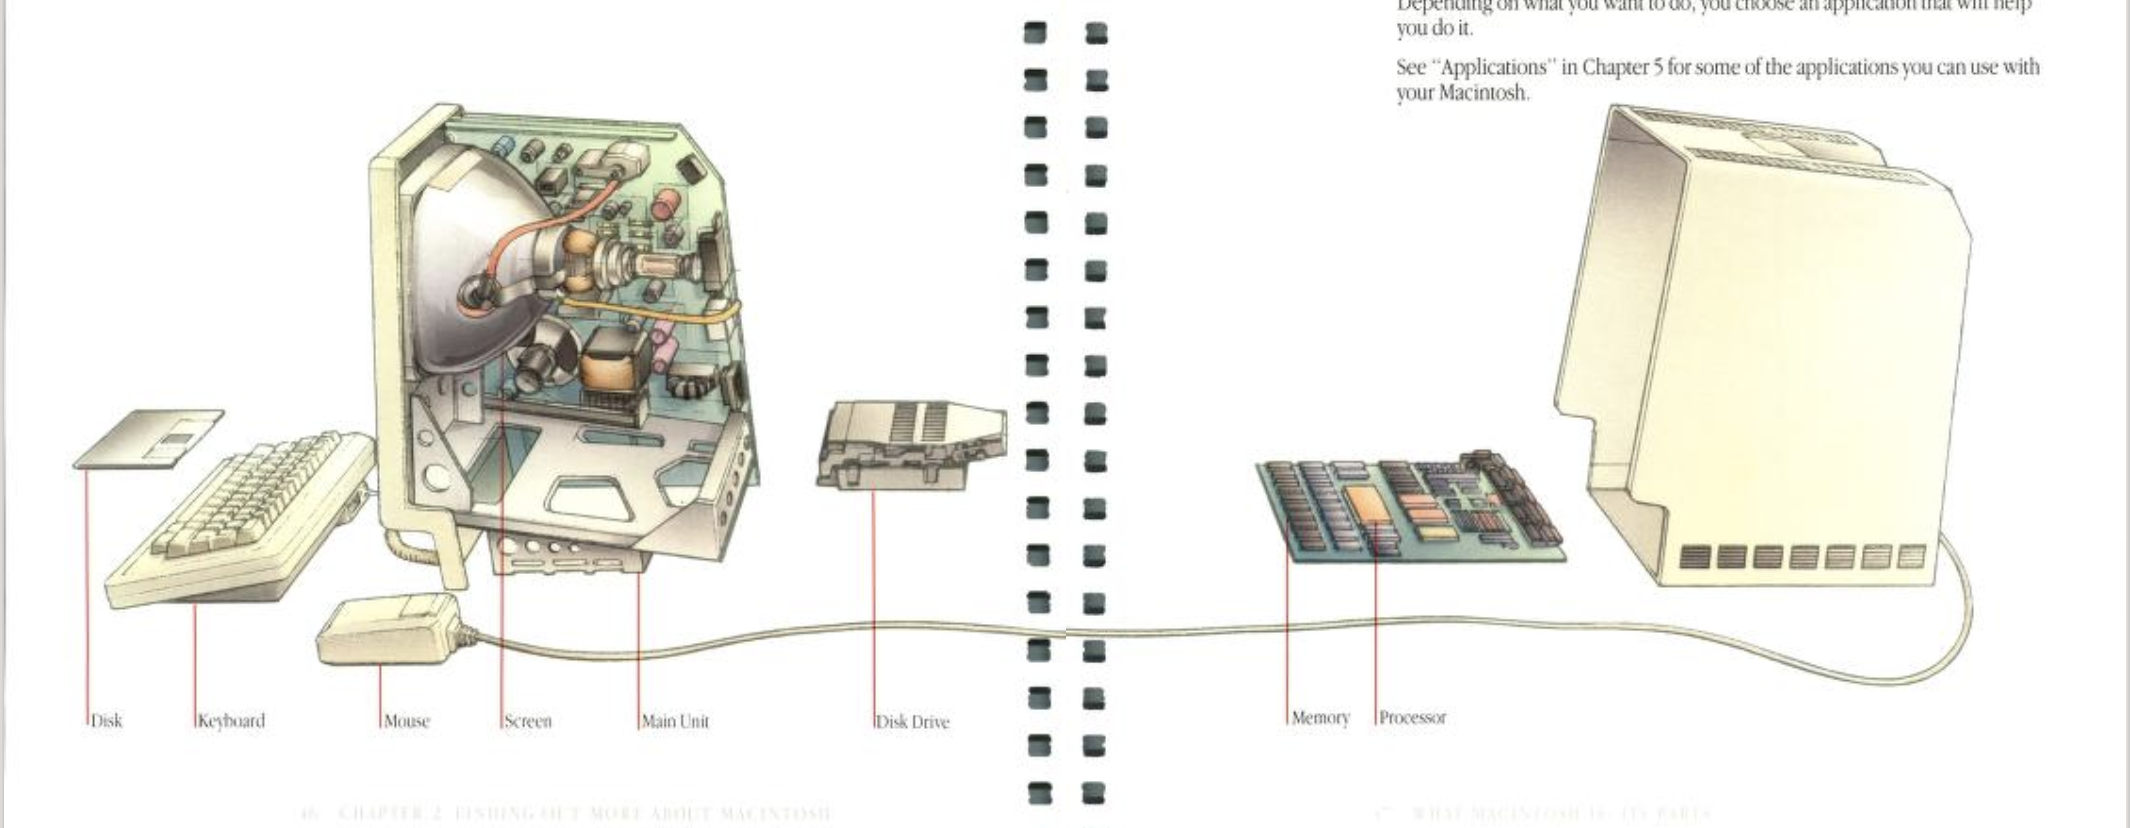 Depending on what you want to do, you choose an application that will help
you do it.
See “Applications” in Chapter 5 for some of the applications you can use with
your Macintosh.
Disk
Keyboard
Mouse
Screen
Main Unit
Disk Drive
Memory
Processor
46 CHAPTER 2 FINDING OUT MORE ABOUT MACINTOSH
47 WHAT MACINTOSH IS: ITS PARTS